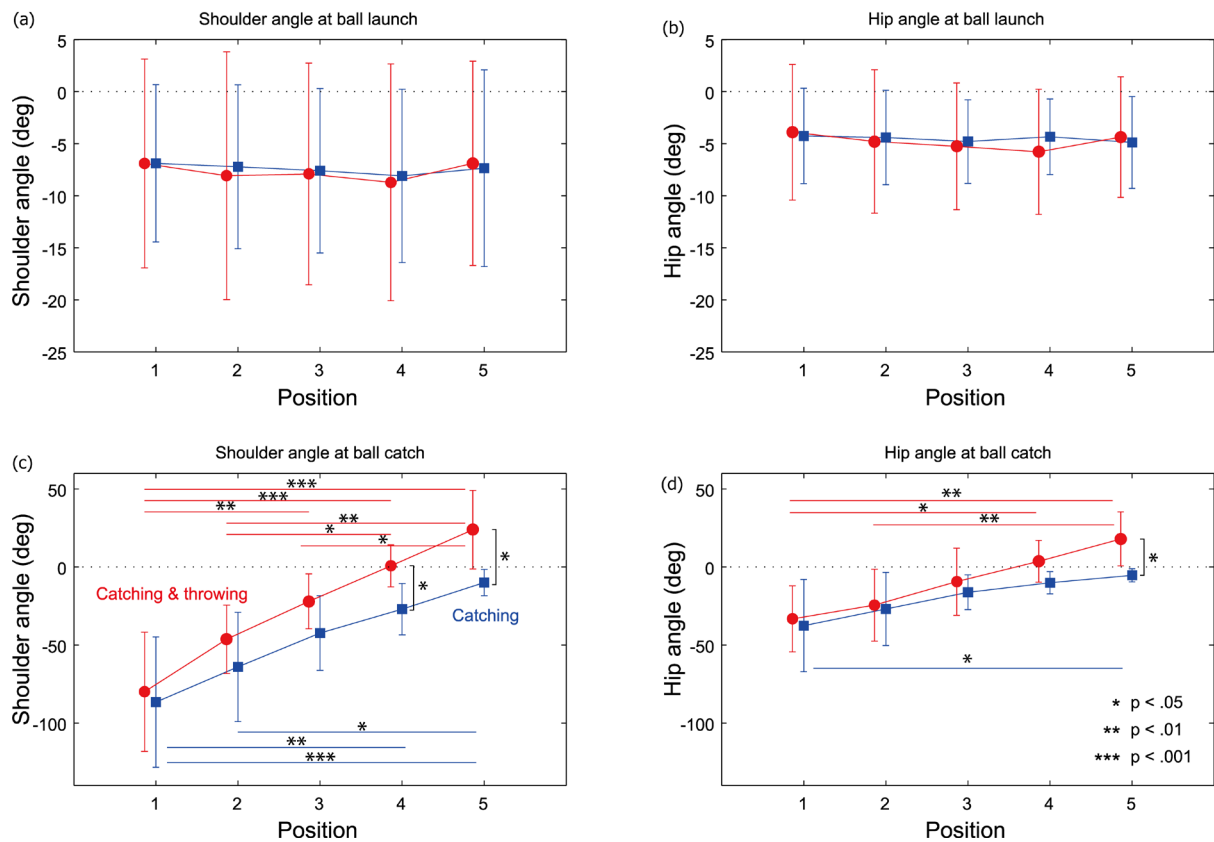 (a)
Shoulder angle at ball launch
5
0
-5
-10
-15
-20
-25
Shoulder angle (deg)
1 2 3 4 5
Position
(b)
Hip angle at ball launch
5
0
-5
-10
-15
-20
-25
Hip angle (deg)
1 2 3 4 5
Position
(c)
Shoulder angle at ball catch
50
0
-50
-100
Shoulder angle (deg)
***
***
**
**
*
*
*
*
Catching & throwing
Catching
*
**
***
1 2 3 4 5
Position
(d)
Hip angle at ball catch
50
0
-50
-100
Hip angle (deg)
**
*
**
*
*
* p < .05
** p < .01
*** p < .001
1 2 3 4 5
Position